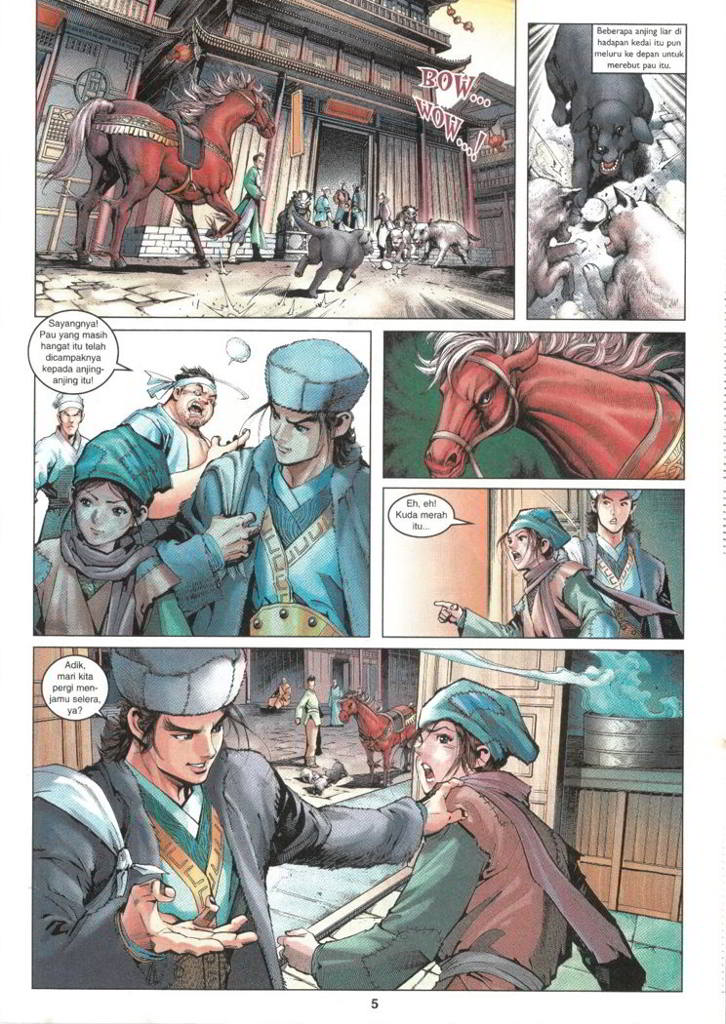 BOW...
WOW...!
Beberapa anjing liar di
hadapan kedai itu pun
meluru ke depan untuk
merebut pau itu.
Sayangnya!
Pau yang masih
hangat itu telah
dicampaknya
kepada anjing-
anjing itu!
Eh, eh!
Kuda merah
itu...
Adik,
mari kita
pergi men-
jamu selera,
ya?
5